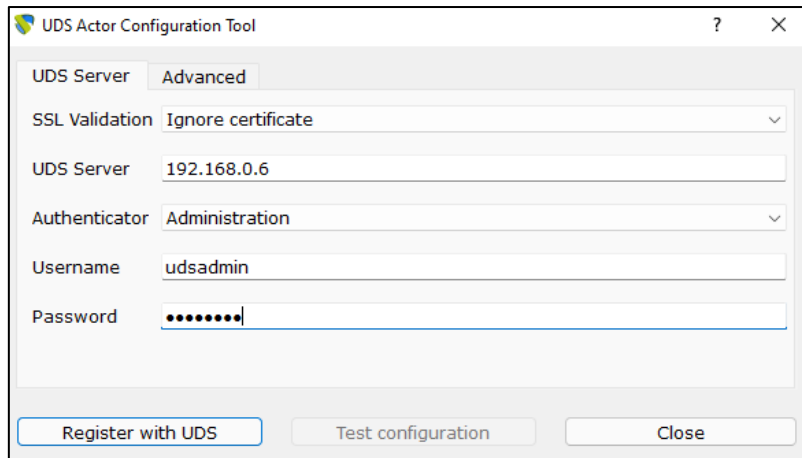 UDS Actor Configuration Tool ?
UDS Server Advanced
SSL Validation Ignore certificate
UDS Server 192.168.0.6
Authenticator Administration
Username udsadmin
Password ••••••••
Register with UDS Test configuration Close